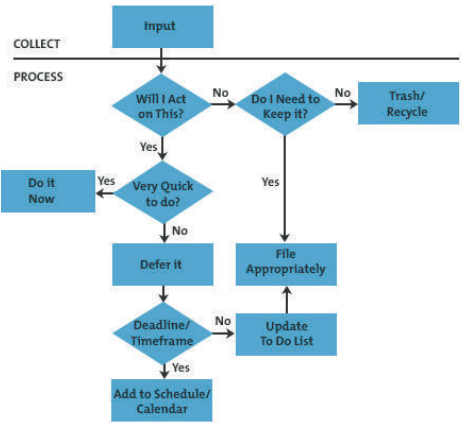 Input
COLLECT
PROCESS
Will I Act
on This?
No
Do I Need to
Keep it?
No
Trash/
Recycle
Yes
Do it
Now
Yes
Very Quick
to do?
Yes
No
Defer it
File
Appropriately
Deadline/
Timeframe
No
Update
To Do List
Yes
Add to Schedule/
Calendar